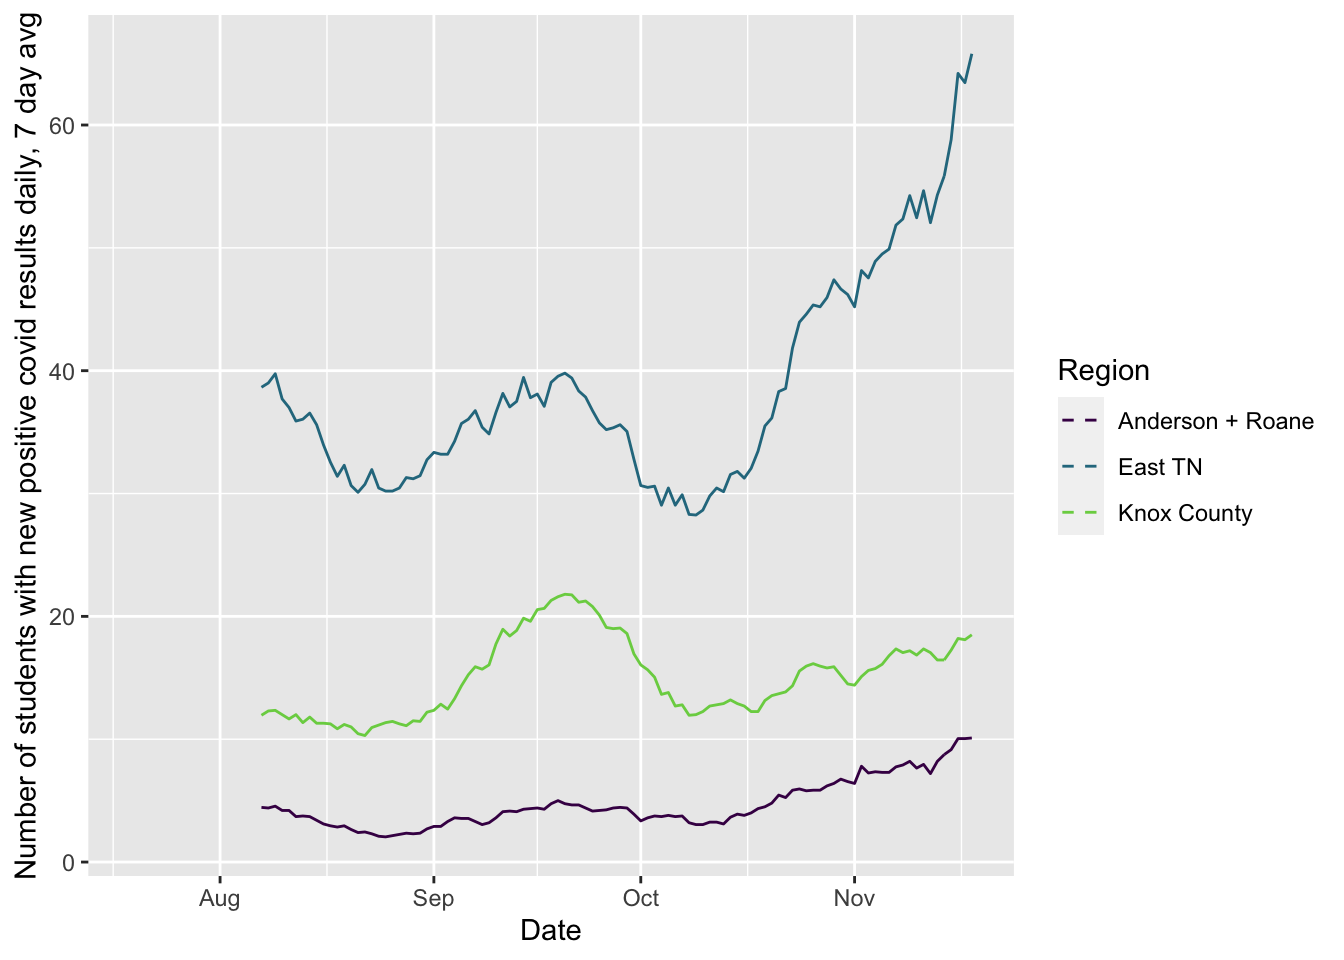 Number of students with new positive covid results daily, 7 day avg
60
40
20
0
Aug
Sep
Oct
Nov
Date
Region
Anderson + Roane
East TN
Knox County